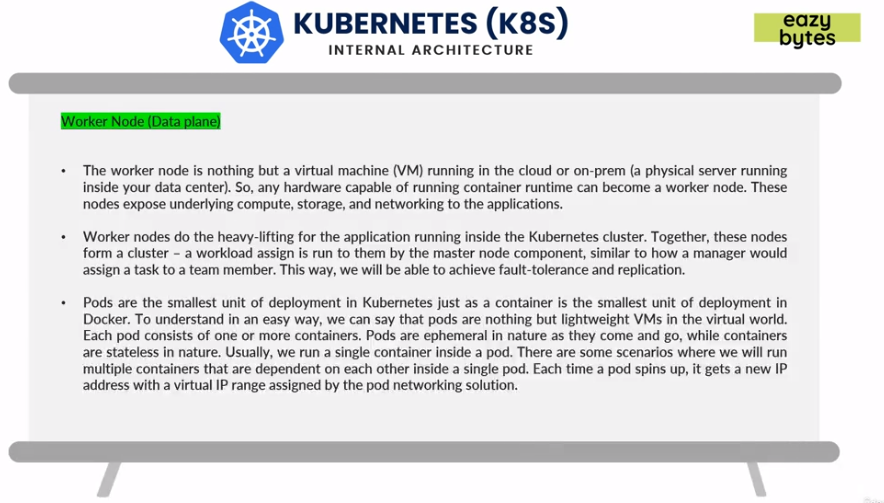 KUBERNETES (K8S)
INTERNAL ARCHITECTURE
eazy
bytes
Worker Node (Data plane)
• The worker node is nothing but a virtual machine (VM) running in the cloud or on-prem (a physical server running
inside your data center). So, any hardware capable of running container runtime can become a worker node. These
nodes expose underlying compute, storage, and networking to the applications.
• Worker nodes do the heavy-lifting for the application running inside the Kubernetes cluster. Together, these nodes
form a cluster – a workload assign is run to them by the master node component, similar to how a manager would
assign a task to a team member. This way, we will be able to achieve fault-tolerance and replication.
• Pods are the smallest unit of deployment in Kubernetes just as a container is the smallest unit of deployment in
Docker. To understand in an easy way, we can say that pods are nothing but lightweight VMs in the virtual world.
Each pod consists of one or more containers. Pods are ephemeral in nature as they come and go, while containers
are stateless in nature. Usually, we run a single container inside a pod. There are some scenarios where we will run
multiple containers that are dependent on each other inside a single pod. Each time a pod spins up, it gets a new IP
address with a virtual IP range assigned by the pod networking solution.